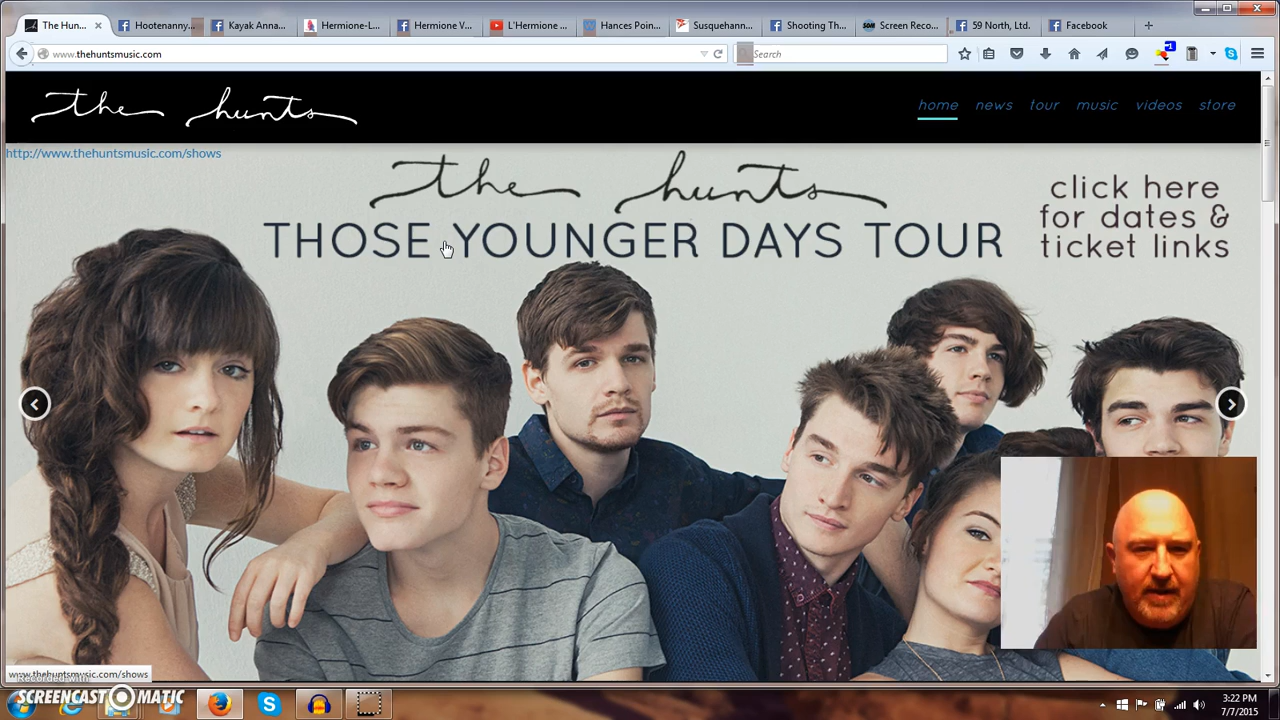 The Hun...
Hootenanny...
Kayak Anna...
Hermione-L...
Hermione V...
L'Hermione ...
Hances Poin...
Susquehann...
Shooting Th...
Screen Reco...
59 North, Ltd.
Facebook
www.thehuntsmusic.com
Search
-1
the hunts
home news tour music videos store
http://www.thehuntsmusic.com/shows
the hunts
THOSE YOUNGER DAYS TOUR
click here
for dates &
ticket links
www.thehuntsmusic.com/shows
SCREENCAST-O-MATIC
3:22 PM
7/7/2015